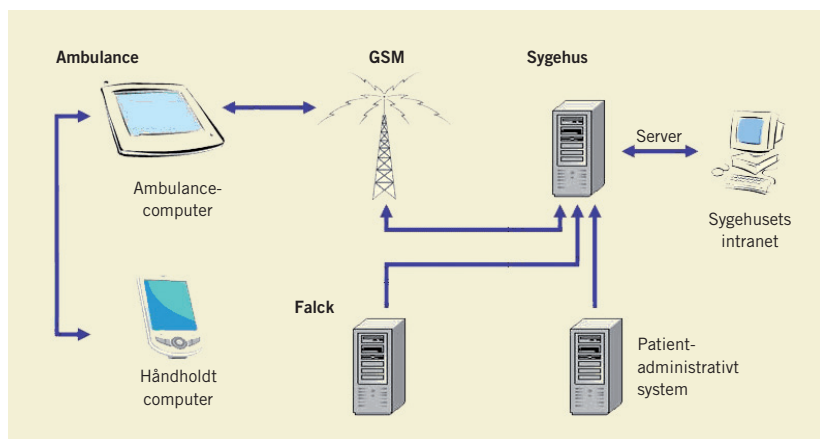 Ambulance
GSM
Sygehus
Server
Ambulance-
computer
Sygehusets
intranet
Falck
Håndholdt
computer
Patient-
administrativt
system